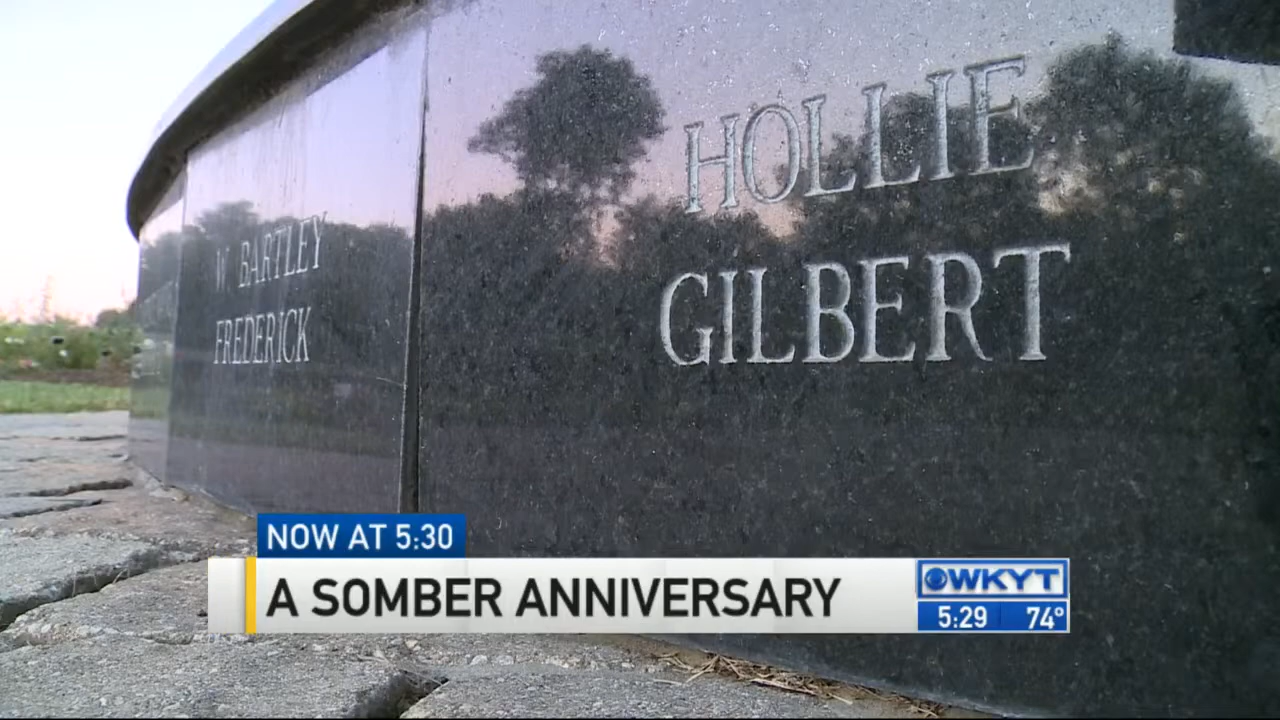 HOLLIE
GILBERT
W. BARTLEY
FREDERICK
NOW AT 5:30
A SOMBER ANNIVERSARY
WKYT
5:29 74°